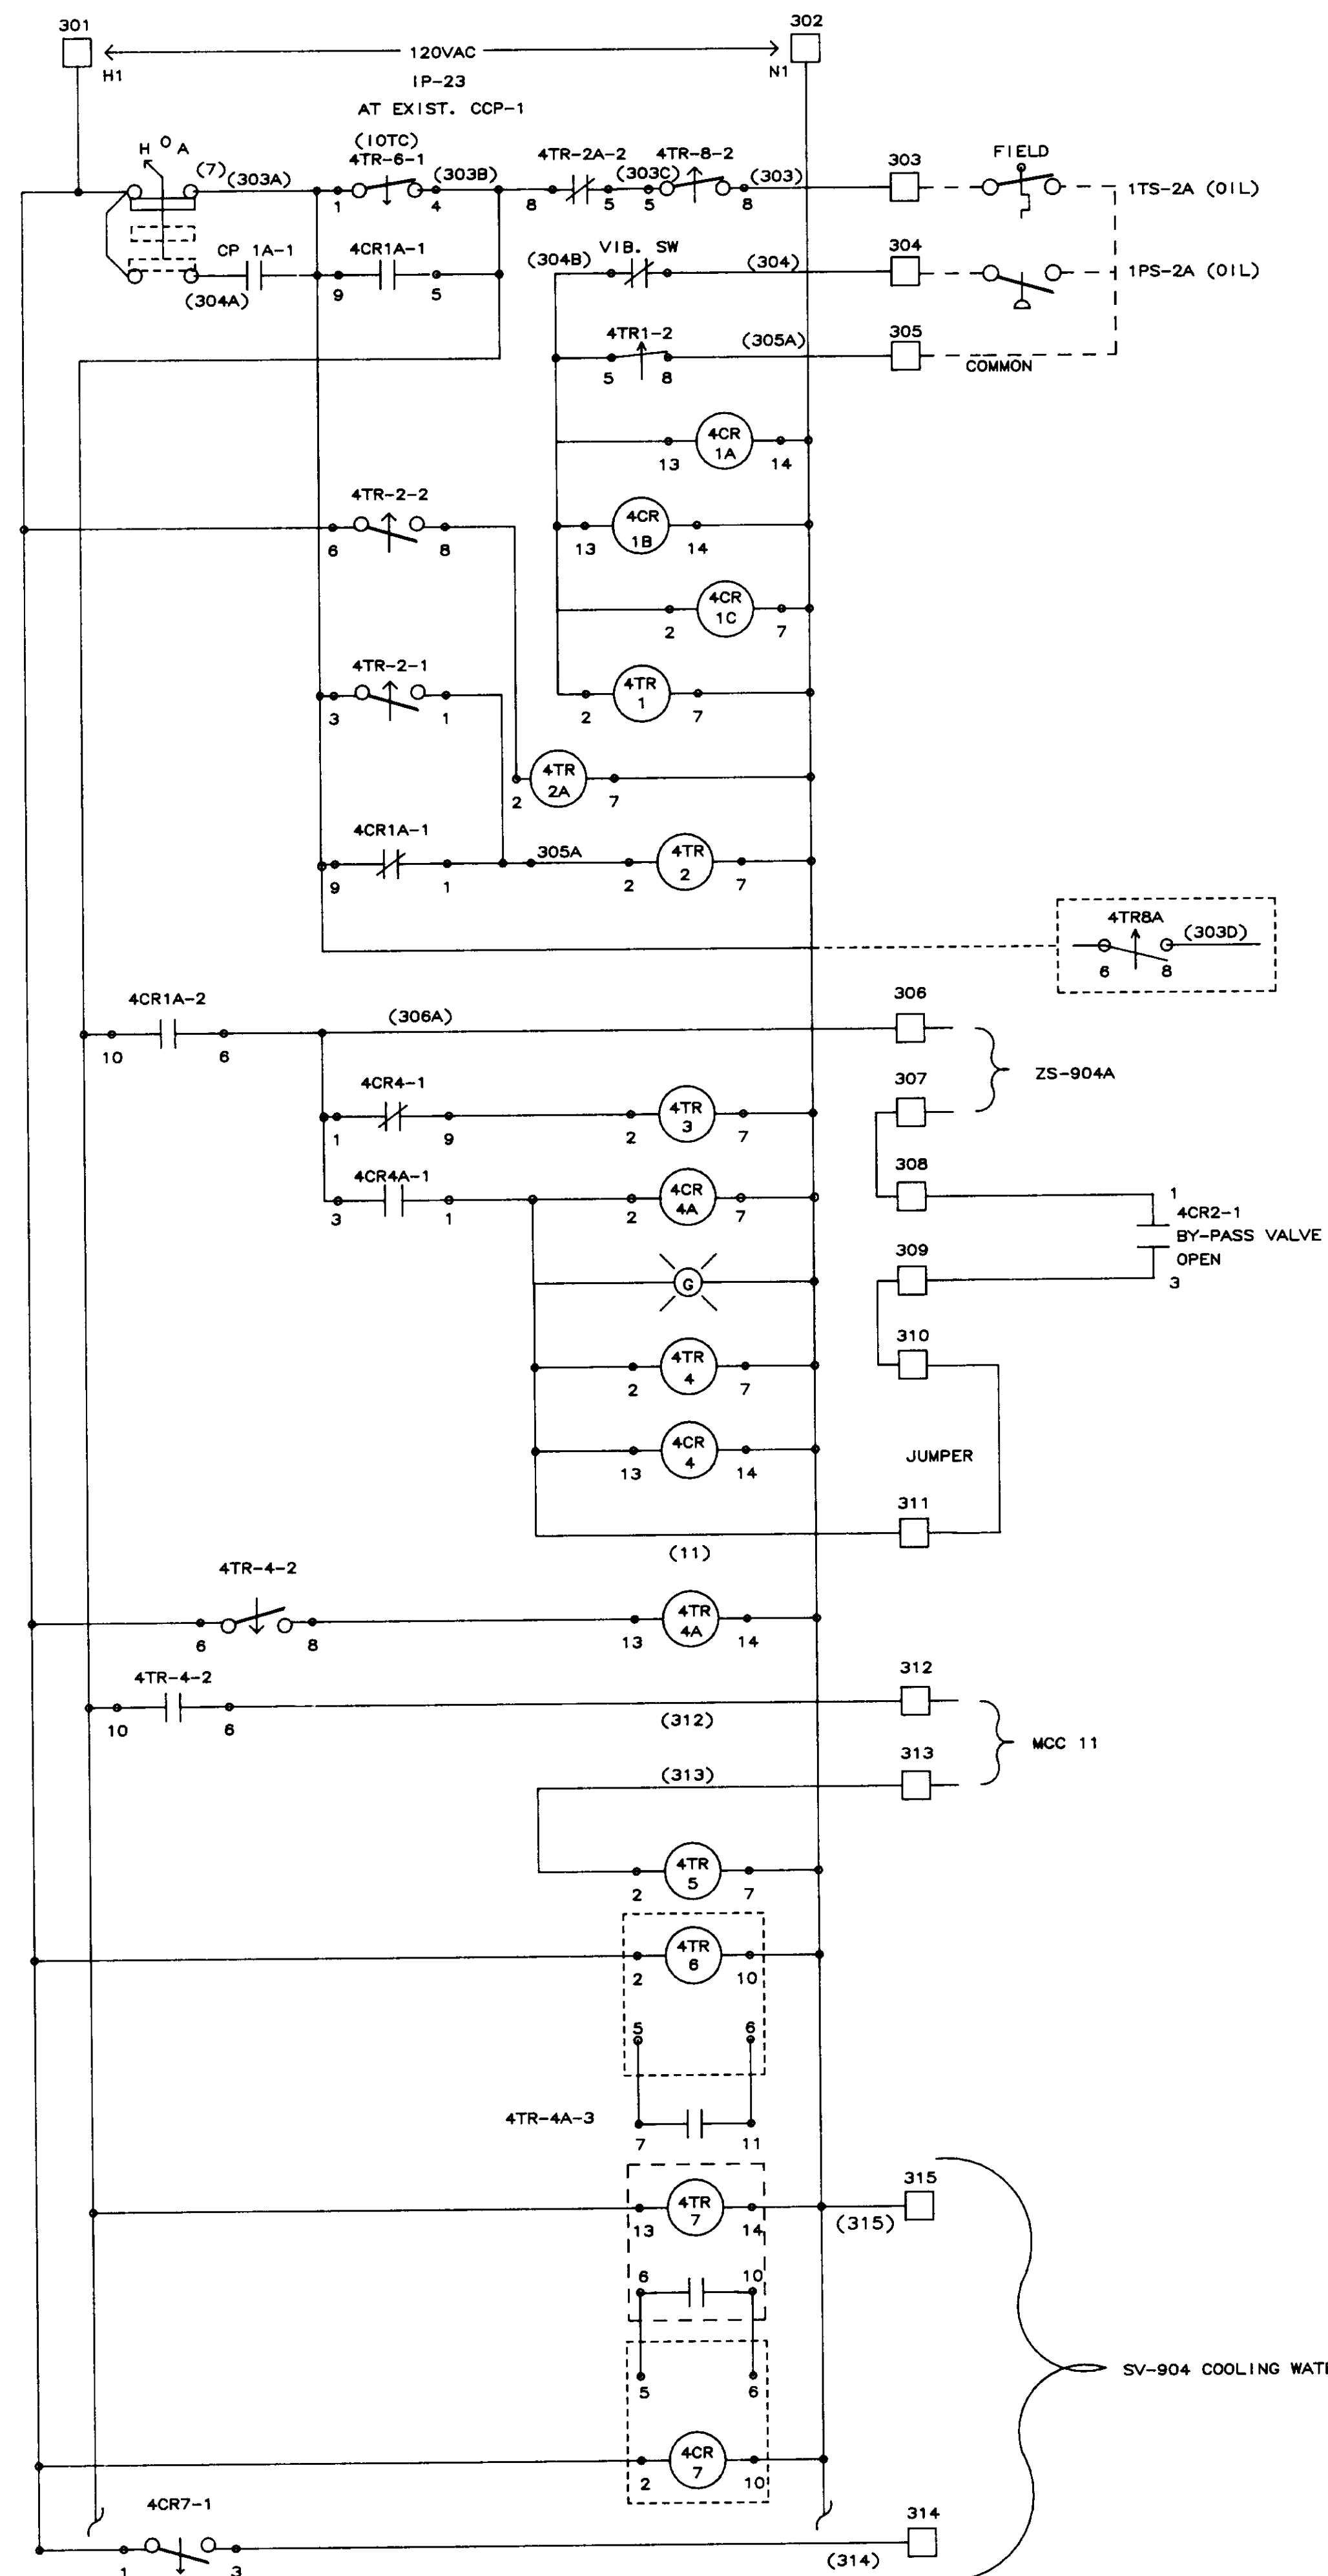 301
302
120VAC
H1
N1
IP-23
AT EXIST. CCP-1
H O A
(7)
(303A)
(10TC)
4TR-6-1
(303B)
4TR-2A-2
(303C)
4TR-8-2
(303)
303
FIELD
1TS-2A (OIL)
1 4 8 5 5 8
CP 1A-1
4CR1A-1
(304A)
9 5
(304B)
VIB. SW
(304)
304
1PS-2A (OIL)
4TR1-2
(305A)
305
5 8
COMMON
4CR
1A
13 14
4TR-2-2
6 8
4CR
1B
13 14
4CR
1C
2 7
4TR-2-1
3 1
4TR
1
2 7
4TR
2A
2 7
4CR1A-1
9 1
305A
4TR
2
2 7
4TR8A
(303D)
6 8
4CR1A-2
10 6
(306A)
306
ZS-904A
307
4CR4-1
1 9
4TR
3
2 7
308
4CR4A-1
3 1
4CR
4A
2 7
1
4CR2-1
BY-PASS VALVE
OPEN
3
309
G
310
4TR
4
2 7
4CR
4
13 14
JUMPER
311
(11)
4TR-4-2
6 8
4TR
4A
13 14
4TR-4-2
10 6
(312)
312
MCC 11
(313)
313
4TR
5
2 7
4TR
6
2 10
5 6
4TR-4A-3
7 11
315
4TR
7
13 14
(315)
6 10
5 6
SV-904 COOLING
4CR
7
2 10
4CR7-1
1 3
314
(314)